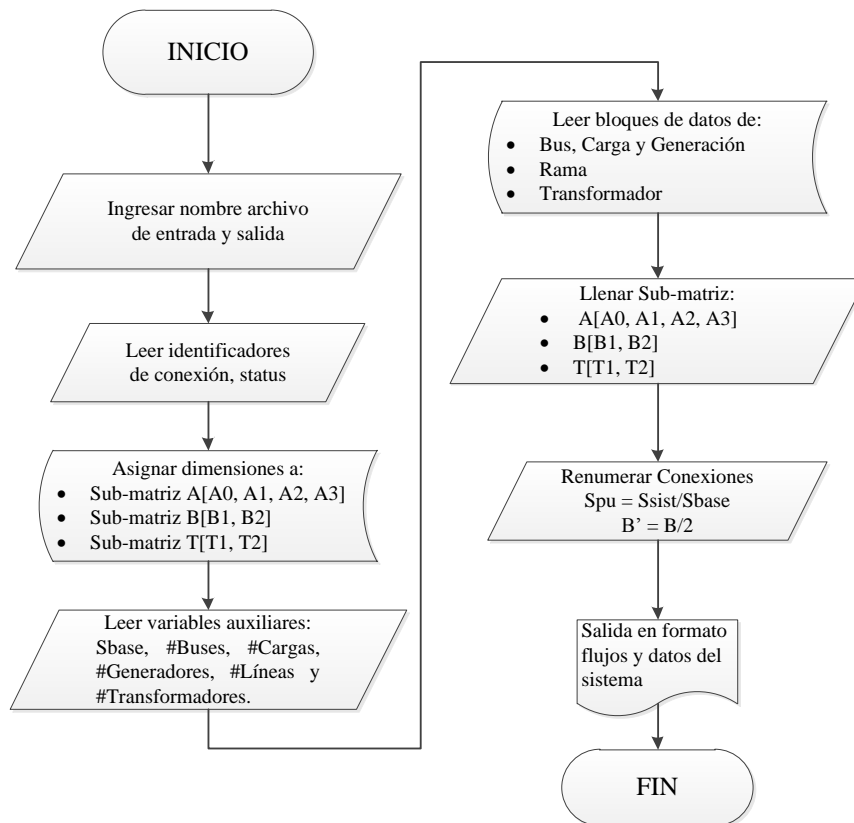 INICIO
Ingresar nombre archivo
de entrada y salida
Leer identificadores
de conexión, status
Asignar dimensiones a:
• Sub-matriz A[A0, A1, A2, A3]
• Sub-matriz B[B1, B2]
• Sub-matriz T[T1, T2]
Leer variables auxiliares:
Sbase, #Buses, #Cargas,
#Generadores, #Líneas y
#Transformadores.
Leer bloques de datos de:
• Bus, Carga y Generación
• Rama
• Transformador
Llenar Sub-matriz:
• A[A0, A1, A2, A3]
• B[B1, B2]
• T[T1, T2]
Renumerar Conexiones
Spu = Ssist/Sbase
B’ = B/2
Salida en formato
flujos y datos del
sistema
FIN